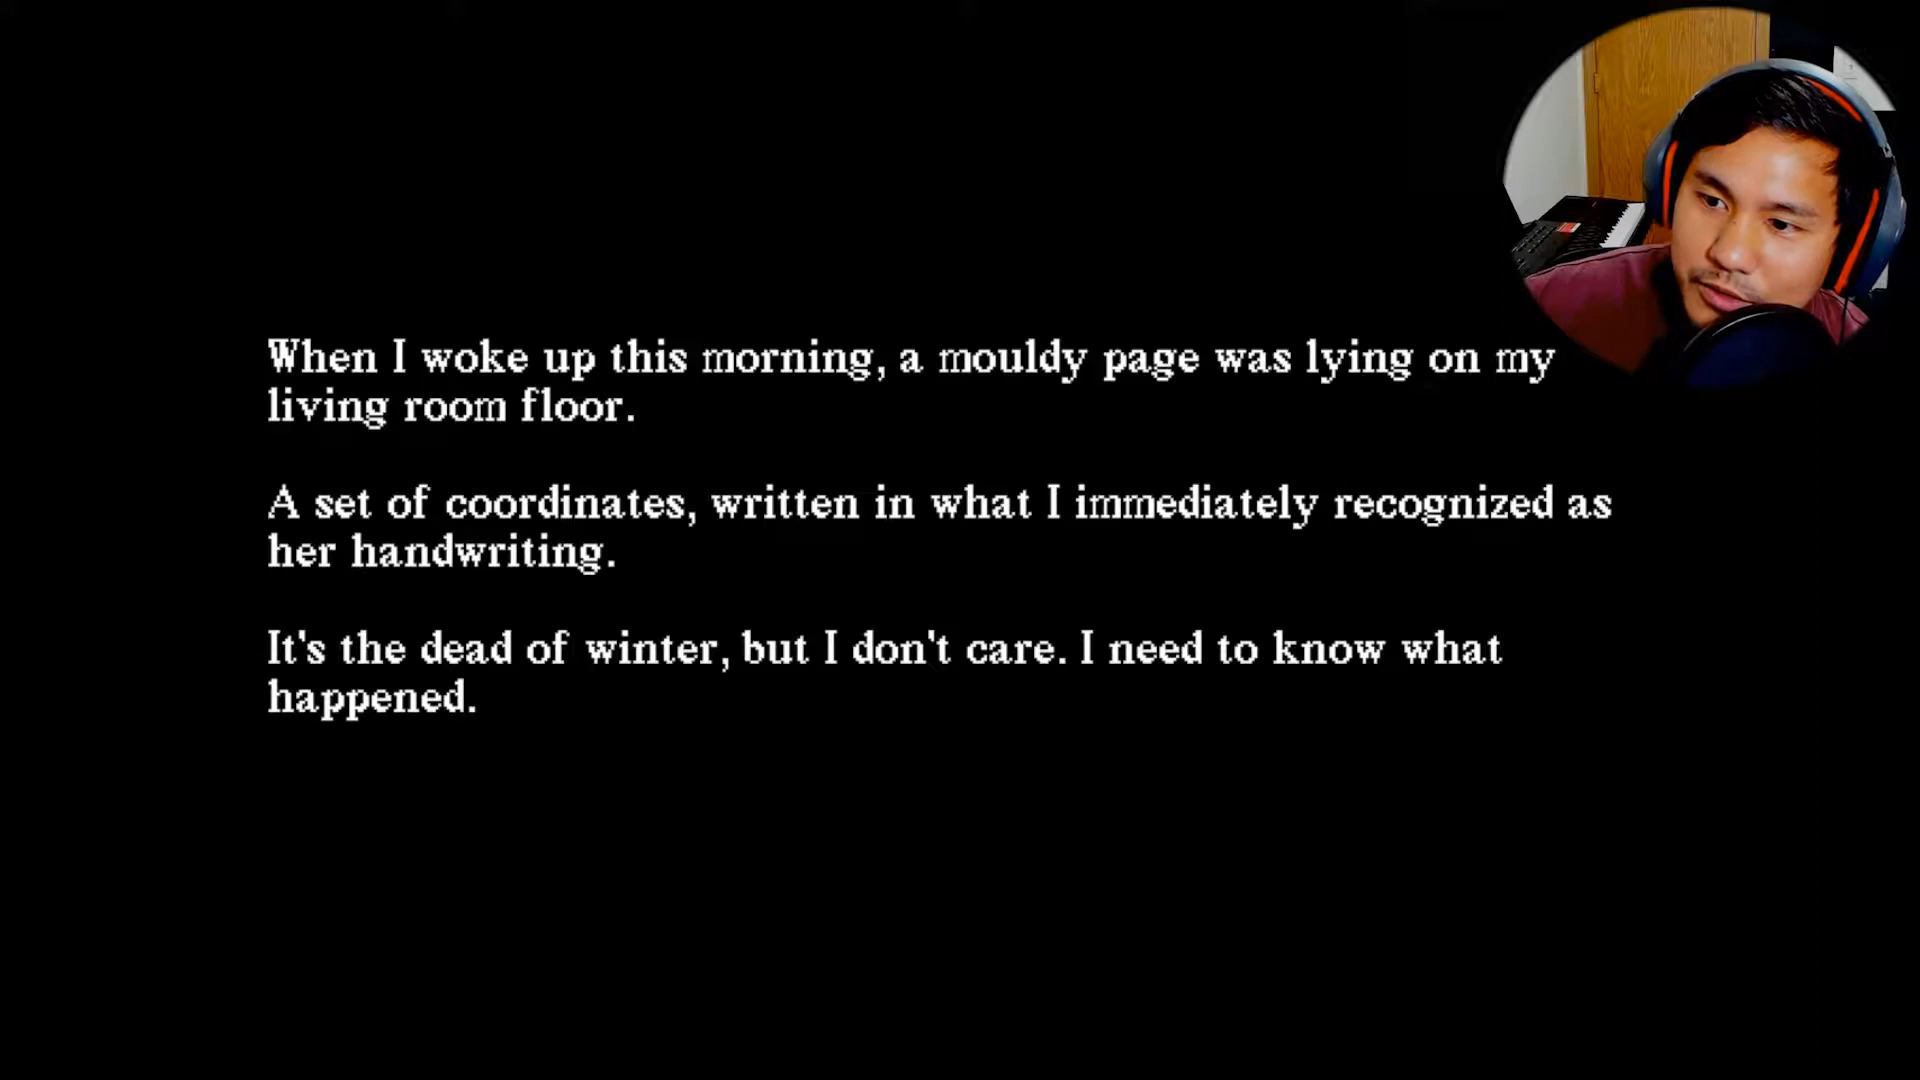 When I woke up this morning, a mouldy page was lying on my
living room floor.
A set of coordinates, written in what I immediately recognized as
her handwriting.
It's the dead of winter, but I don't care. I need to know what
happened.